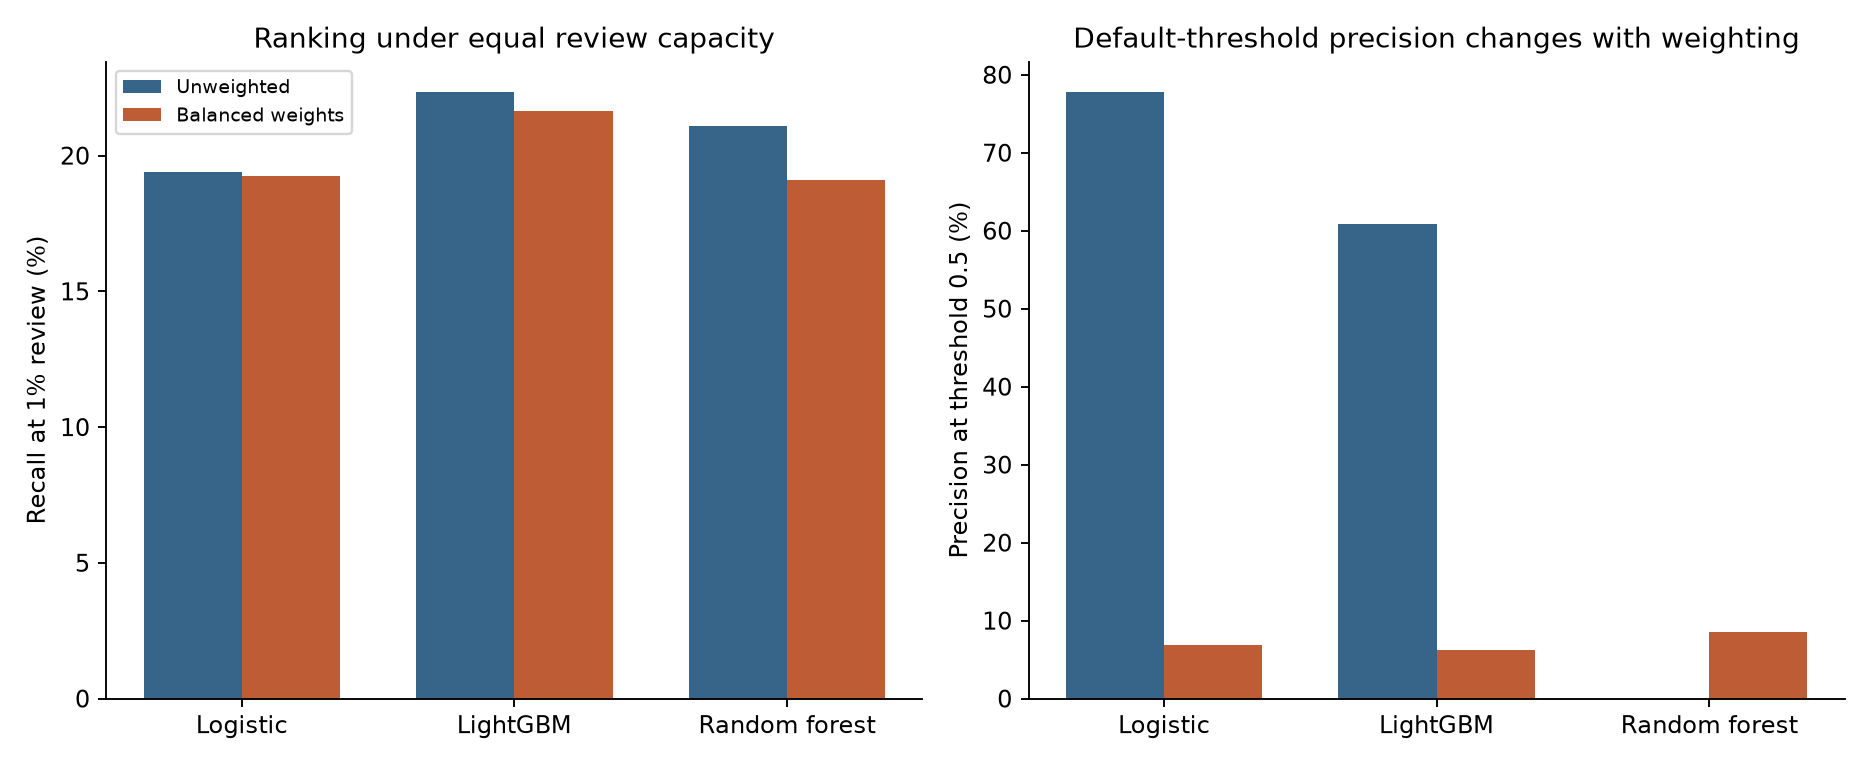 Ranking under equal review capacity
Unweighted
Balanced weights
Recall at 1% review (%)
20
15
10
5
0
Logistic
LightGBM
Random forest
Default-threshold precision changes with weighting
Precision at threshold 0.5 (%)
80
70
60
50
40
30
20
10
0
Logistic
LightGBM
Random forest